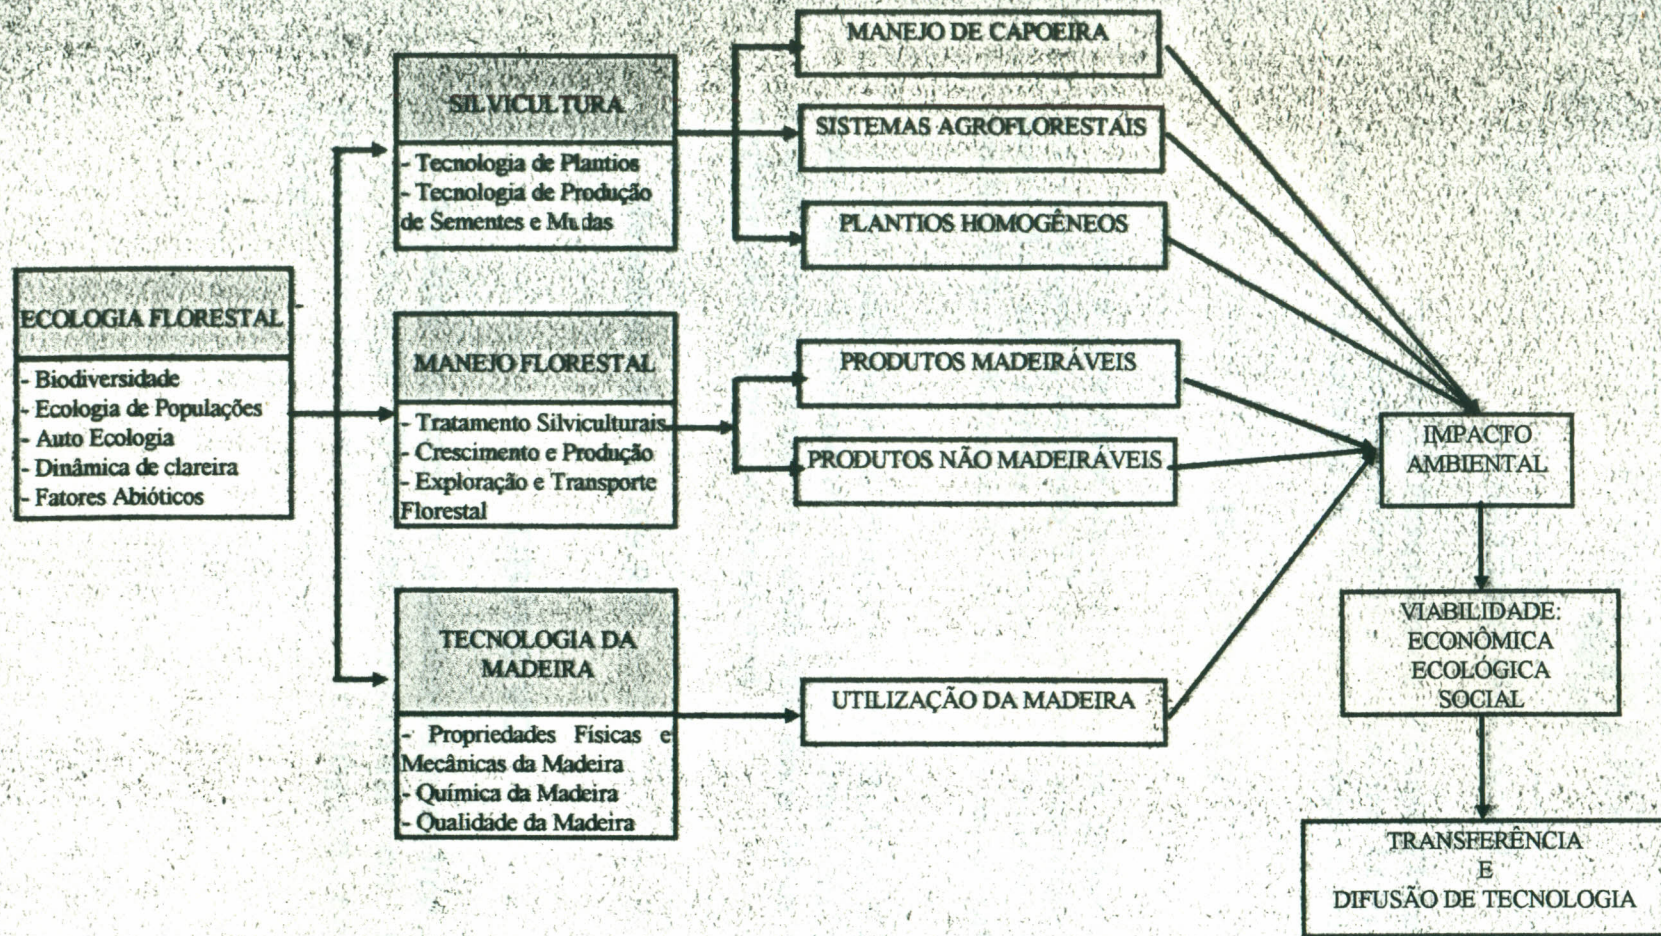 ECOLOGIA FLORESTAL
- Biodiversidade
- Ecologia de Populações
- Auto Ecologia
- Dinâmica de clareira
- Fatores Abióticos
SILVICULTURA
- Tecnologia de Plantios
- Tecnologia de Produção
de Sementes e Mudas
MANEJO FLORESTAL
- Tratamento Silviculturais
- Crescimento e Produção
- Exploração e Transporte
Florestal
TECNOLOGIA DA
MADEIRA
- Propriedades Físicas e
Mecânicas da Madeira
- Química da Madeira
- Qualidade da Madeira
MANEJO DE CAPOEIRA
SISTEMAS AGROFLORESTAIS
PLANTIOS HOMOGÊNEOS
PRODUTOS MADEIRÁVEIS
PRODUTOS NÃO MADEIRÁVEIS
UTILIZAÇÃO DA MADEIRA
IMPACTO
AMBIENTAL
VIABILIDADE:
ECONÔMICA
ECOLÓGICA
SOCIAL
TRANSFERÊNCIA
E
DIFUSÃO DE TECNOLOGIA